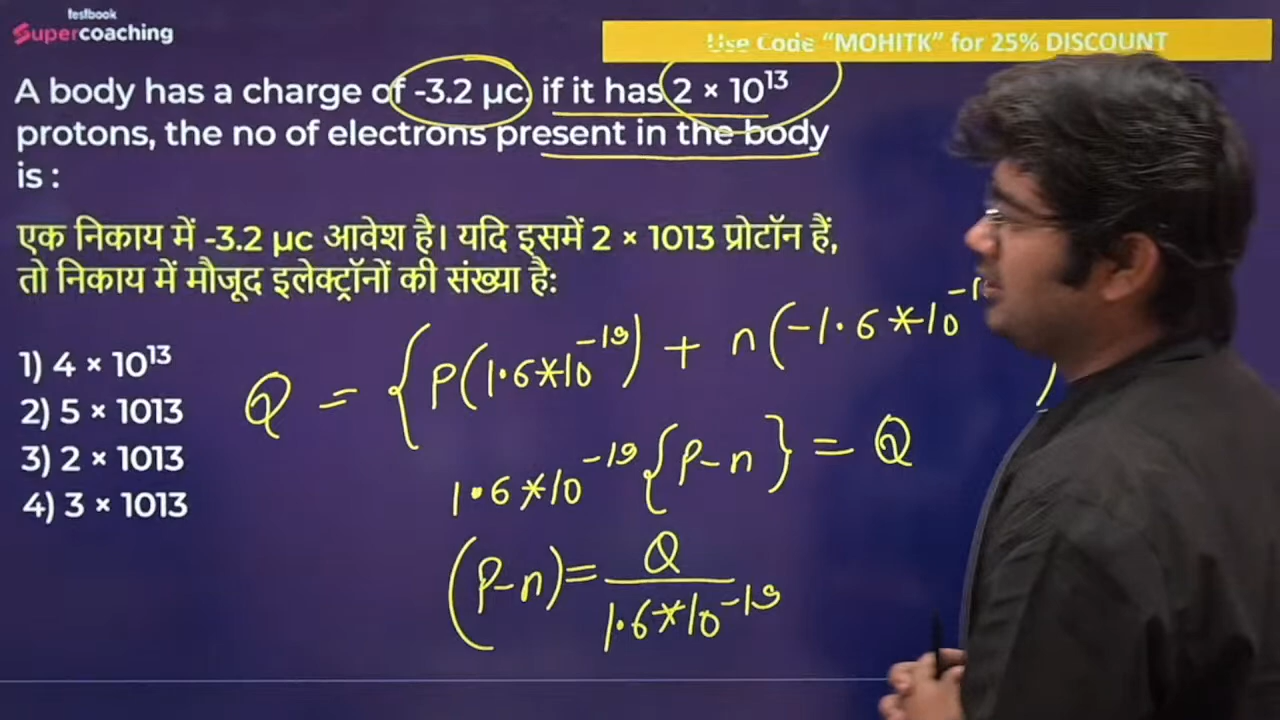 testbook
Supercoaching
Use Code “MOHITK” for 25% DISCOUNT
A body has a charge of -3.2 μc. if it has 2 × 10¹³
protons, the no of electrons present in the body
is :
एक निकाय में -3.2 μc आवेश है। यदि इसमें 2 × 1013 प्रोटॉन हैं,
तो निकाय में मौजूद इलेक्ट्रॉनों की संख्या है:
1) 4 × 10¹³
2) 5 × 1013
3) 2 × 1013
4) 3 × 1013
Q = { P(1.6*10⁻¹⁹) + n(-1.6*10
1.6*10⁻¹⁹ {P-n} = Q
(P-n) = Q
1.6*10⁻¹⁹